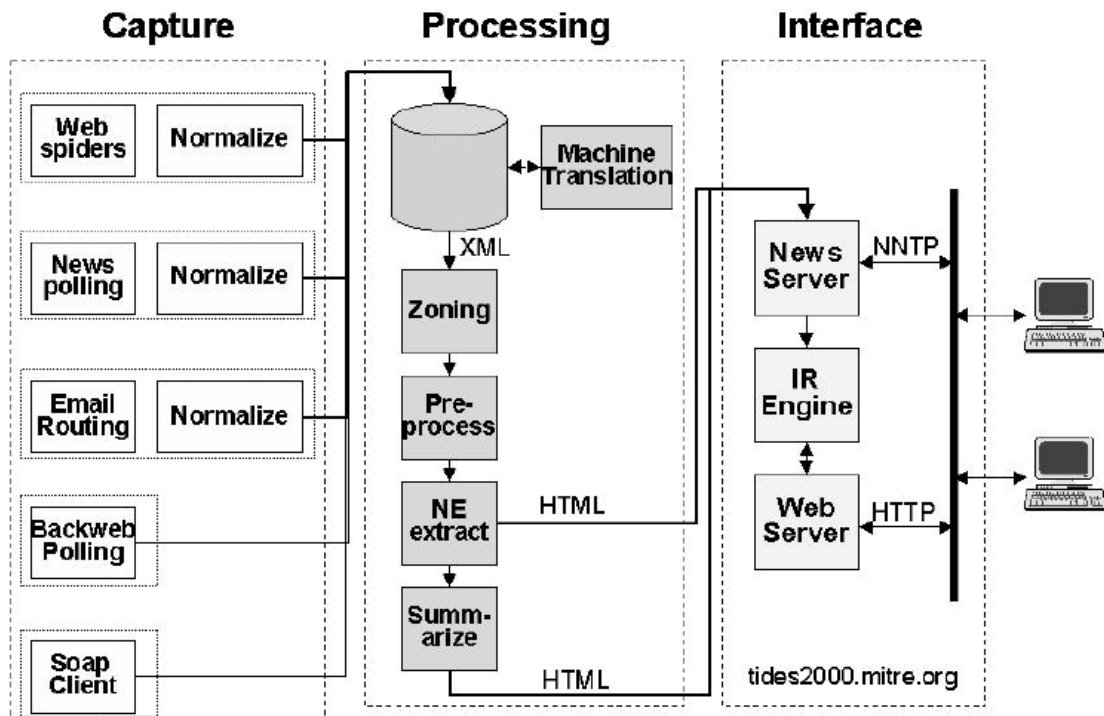 Capture
Processing
Interface
Web
spiders
Normalize
News
polling
Normalize
Email
Routing
Normalize
Backweb
Polling
Soap
Client
Machine
Translation
XML
Zoning
Pre-
process
NE
extract
HTML
Summ-
arize
HTML
News
Server
NNTP
IR
Engine
Web
Server
HTTP
tides2000.mitre.org